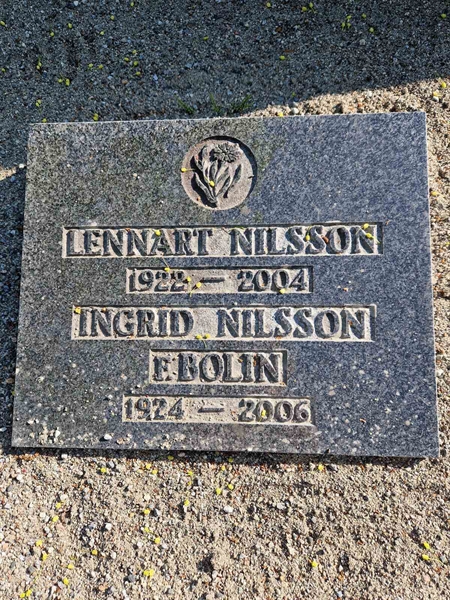 LENNART NILSSON
1922 — 2004
INGRID NILSSON
F. BOLIN
1924 — 2006